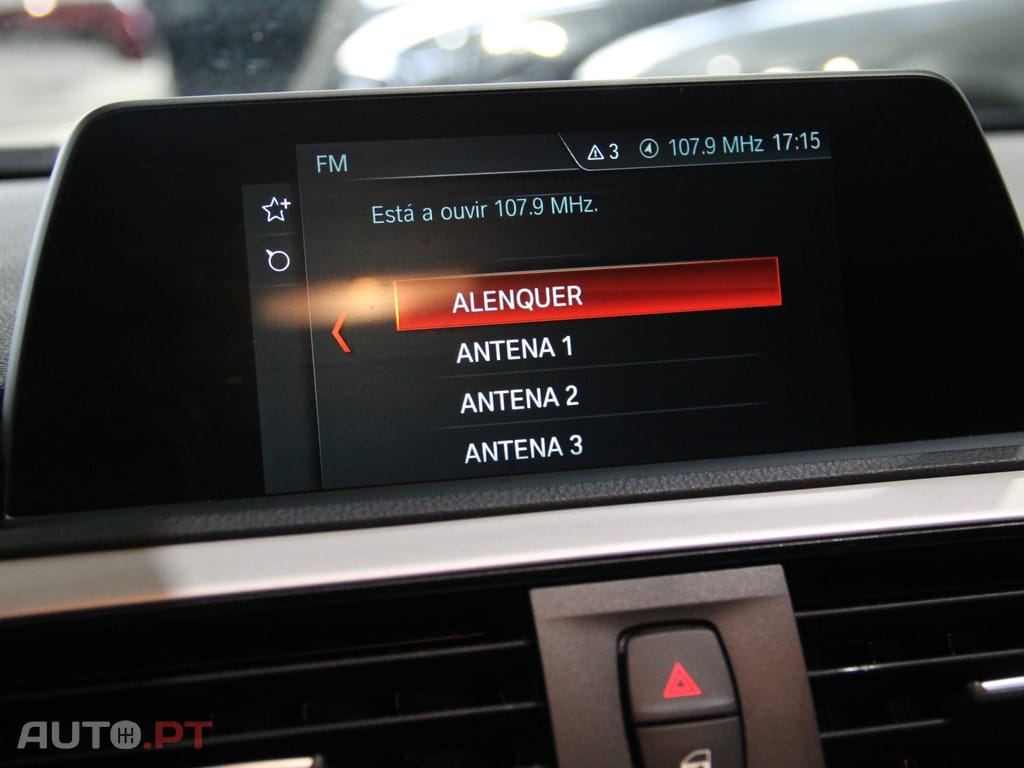 FM
3 107.9 MHz 17:15
Está a ouvir 107.9 MHz.
ALENQUER
ANTENA 1
ANTENA 2
ANTENA 3
AUTO.PT